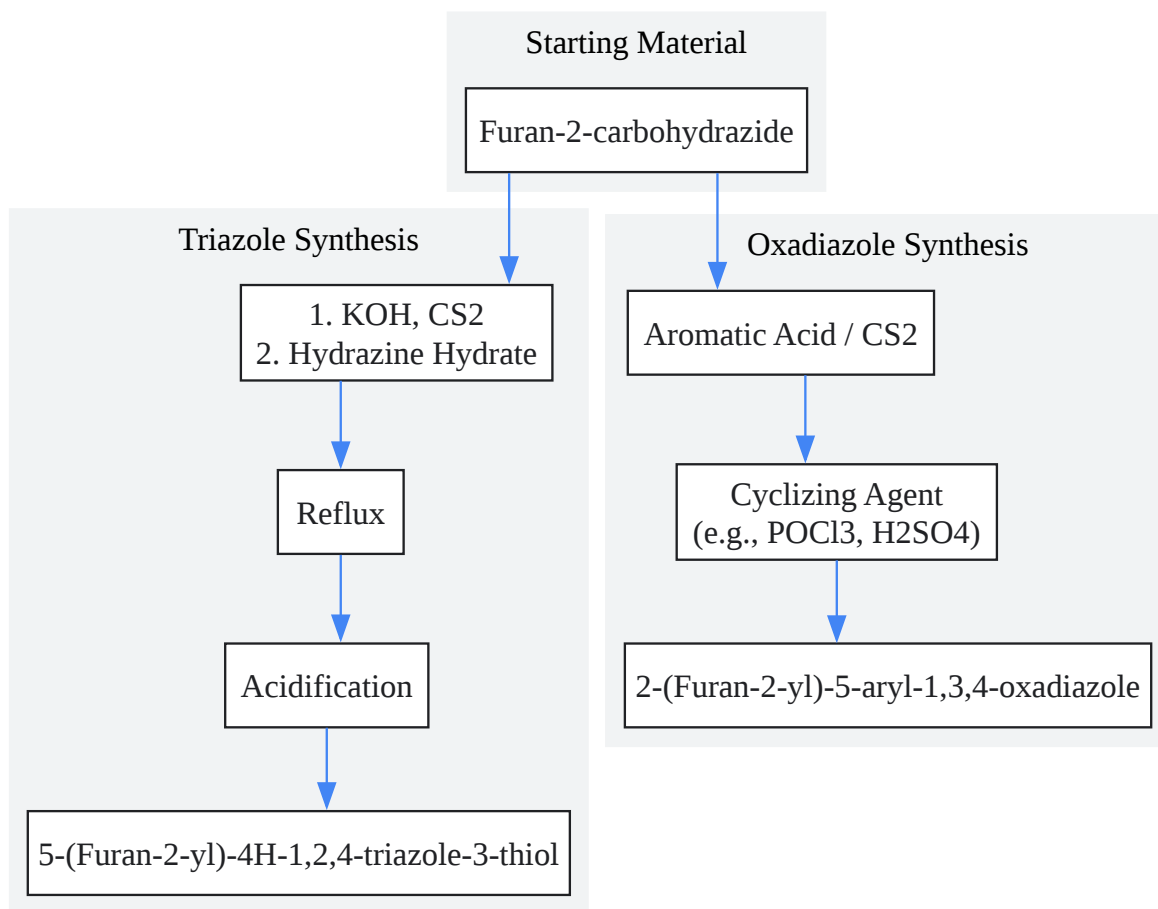 Starting Material
Furan-2-carbohydrazide
Triazole Synthesis
1. KOH, CS2
2. Hydrazine Hydrate
Reflux
Acidification
5-(Furan-2-yl)-4H-1,2,4-triazole-3-thiol
Oxadiazole Synthesis
Aromatic Acid / CS2
Cyclizing Agent
(e.g., POCl3, H2SO4)
2-(Furan-2-yl)-5-aryl-1,3,4-oxadiazole